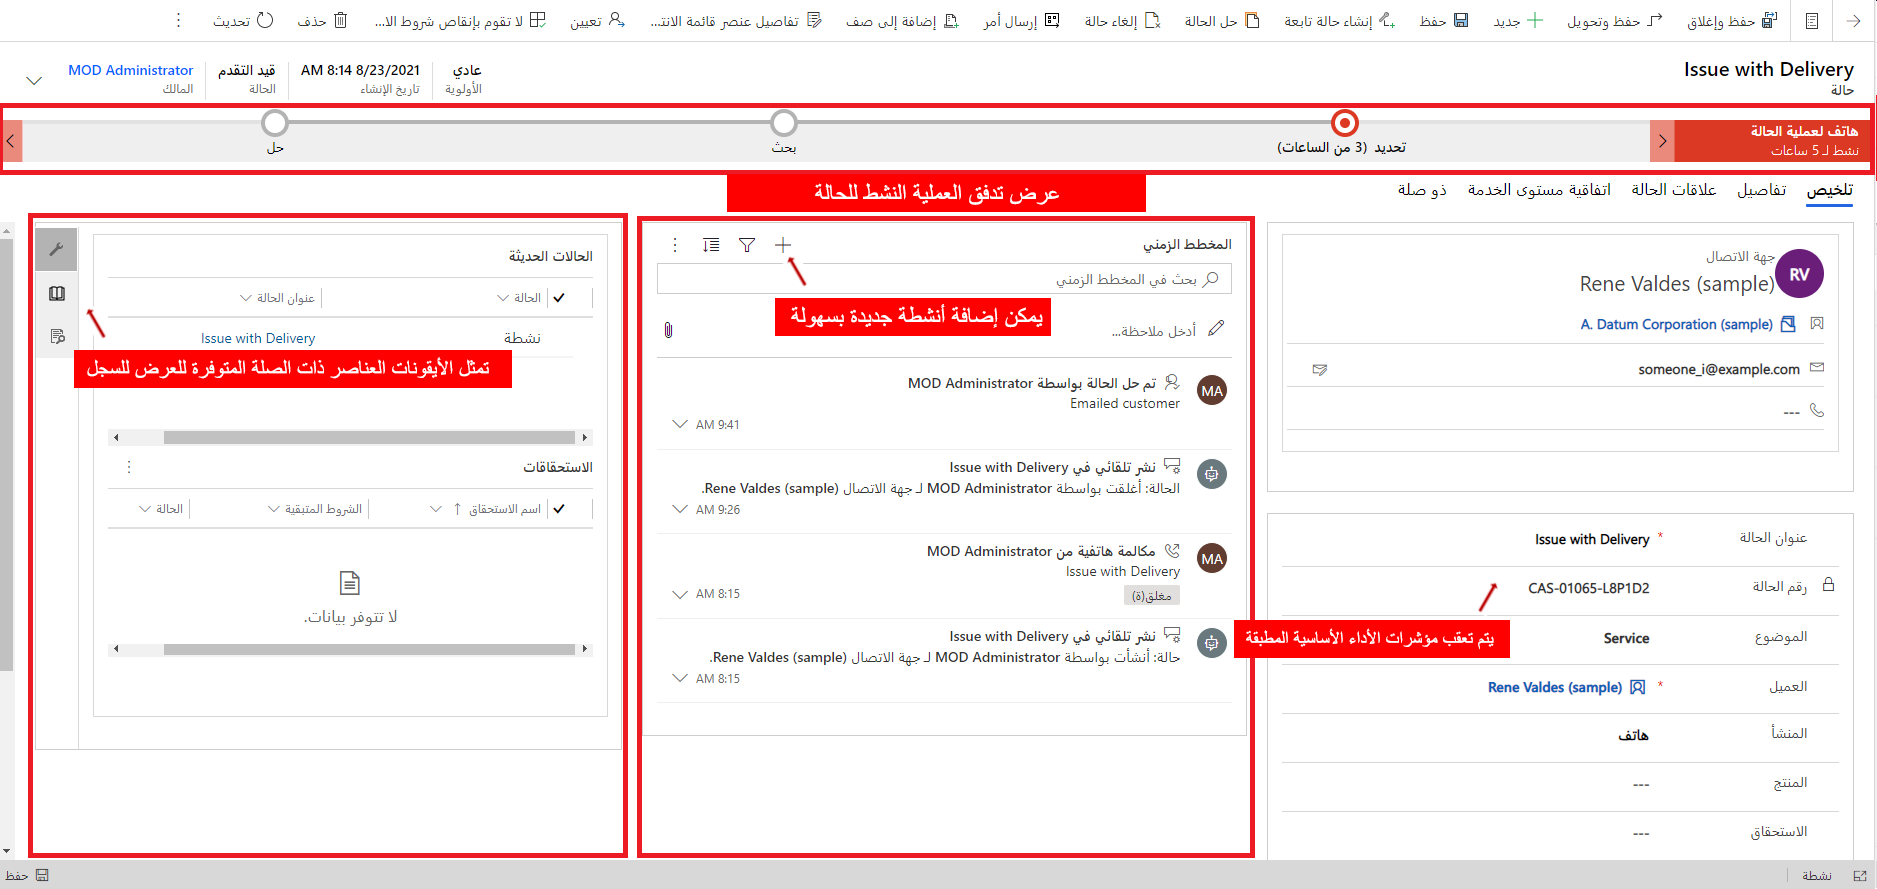 حفظ وإغلاق
حفظ وتحويل
جديد
حفظ
إنشاء حالة تابعة
إلغاء حالة
حل الحالة
إرسال أمر
إضافة إلى صف
تفاصيل عنصر قائمة الانت...
تعيين
لا تقوم بإنقاص شروط الا...
حذف
تحديث
Issue with Delivery
حالة
عادي
الأولوية
8/23/2021 8:14 AM
تاريخ الإنشاء
قيد التقدم
الحالة
MOD Administrator
المالك
هاتف لعملية الحالة
نشط لـ 5 ساعات
تحديد (3 من الساعات)
بحث
حل
عرض تدفق العملية النشط للحالة
تلخيص
تفاصيل
علاقات الحالة
اتفاقية مستوى الخدمة
ذو صلة
جهة الاتصال
RV
Rene Valdes (sample)
A. Datum Corporation (sample)
someone_i@example.com
---
عنوان الحالة
* Issue with Delivery
رقم الحالة
CAS-01065-L8P1D2
يتم تعقب مؤشرات الأداء الأساسية المطبقة
الموضوع
Service
العميل
* Rene Valdes (sample)
المنشأ
هاتف
المنتج
---
الاستحقاق
---
المخطط الزمني
بحث في المخطط الزمني
يمكن إضافة أنشطة جديدة بسهولة
أدخل ملاحظة...
MA
تم حل الحالة بواسطة MOD Administrator
Emailed customer
9:41 AM
نشر تلقائي في Issue with Delivery
الحالة: أغلقت بواسطة MOD Administrator لـ جهة الاتصال Rene Valdes (sample).
9:26 AM
MA
مكالمة هاتفية من MOD Administrator
Issue with Delivery
مغلق(ة)
8:15 AM
نشر تلقائي في Issue with Delivery
حالة: أنشأت بواسطة MOD Administrator لـ جهة الاتصال Rene Valdes (sample).
8:15 AM
الحالات الحديثة
الحالة
عنوان الحالة
نشطة
Issue with Delivery
تمثل الأيقونات العناصر ذات الصلة المتوفرة للعرض للسجل
الاستحقاقات
اسم الاستحقاق ↑
الشروط المتبقية
الحالة
لا تتوفر بيانات.
نشطة
حفظ